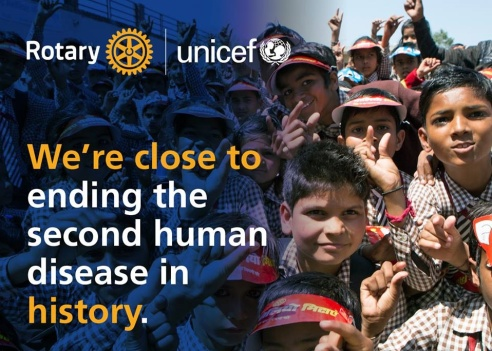 Rotary unicef
We're close to
ending the
second human
disease in
history.